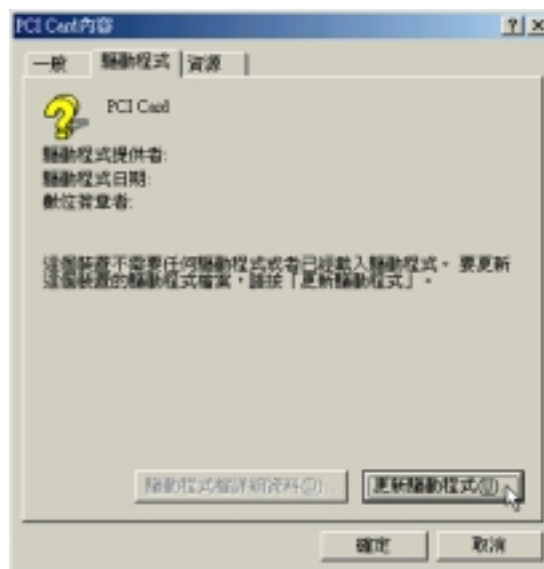 PCI Card內容
一般
驅動程式
資源
PCI Card
驅動程式提供者:
驅動程式日期:
數位簽章者:
這個裝置不需要任何驅動程式或者已經載入驅動程式。 要更新
這個裝置的驅動程式檔案，請按「更新驅動程式」。
驅動程式檔詳細資料(D)...
更新驅動程式(U)...
確定
取消